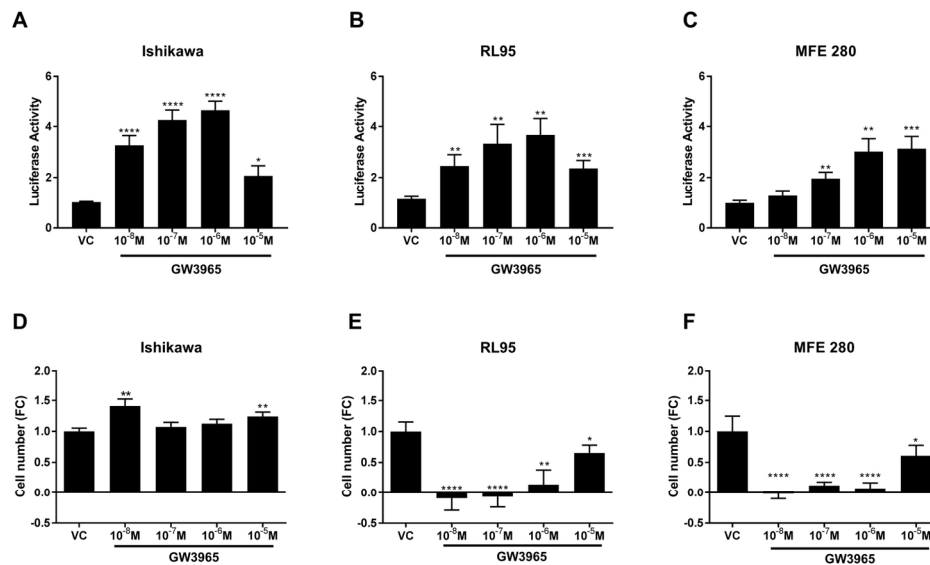 A
Ishikawa
Luciferase Activity
6
4
2
0
****
****
****
*
VC
10⁻⁸M
10⁻⁷M
10⁻⁶M
10⁻⁵M
GW3965
B
RL95
Luciferase Activity
6
4
2
0
**
**
**
***
VC
10⁻⁸M
10⁻⁷M
10⁻⁶M
10⁻⁵M
GW3965
C
MFE 280
Luciferase Activity
6
4
2
0
**
**
***
VC
10⁻⁸M
10⁻⁷M
10⁻⁶M
10⁻⁵M
GW3965
D
Ishikawa
Cell number (FC)
2.0
1.5
1.0
0.5
0.0
-0.5
**
**
VC
10⁻⁸M
10⁻⁷M
10⁻⁶M
10⁻⁵M
GW3965
E
RL95
Cell number (FC)
2.0
1.5
1.0
0.5
0.0
-0.5
****
****
**
*
VC
10⁻⁸M
10⁻⁷M
10⁻⁶M
10⁻⁵M
GW3965
F
MFE 280
Cell number (FC)
2.0
1.5
1.0
0.5
0.0
-0.5
****
****
****
*
VC
10⁻⁸M
10⁻⁷M
10⁻⁶M
10⁻⁵M
GW3965